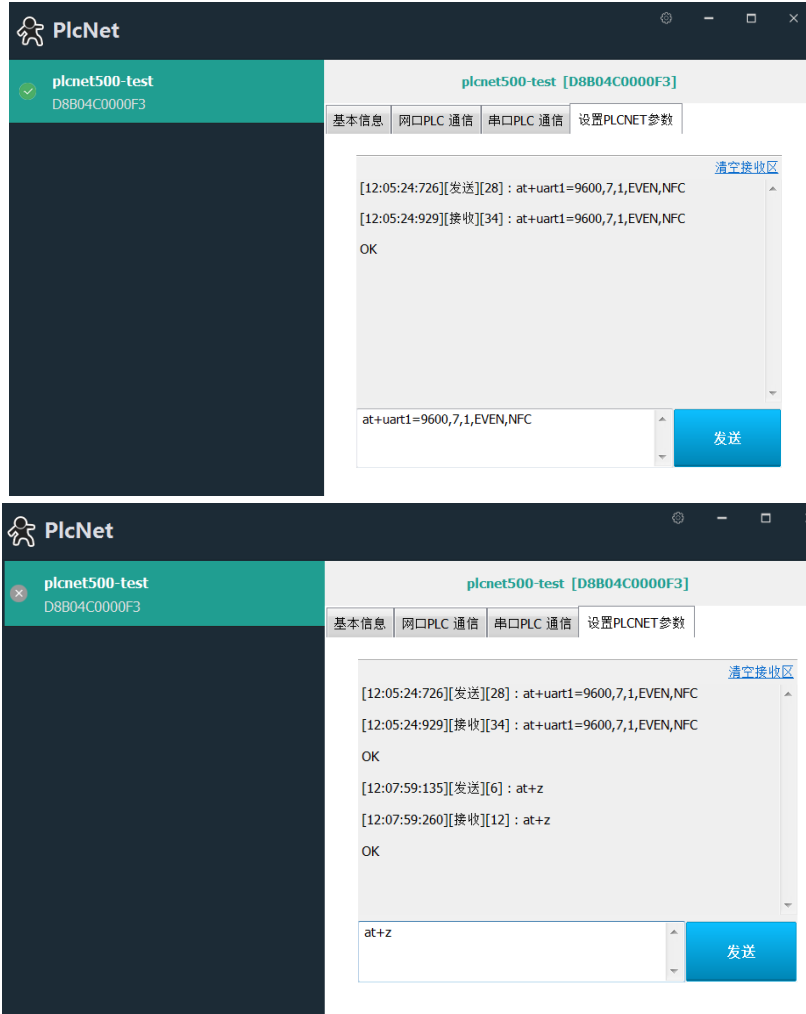 PlcNet
plcnet500-test
D8B04C0000F3
plcnet500-test [D8B04C0000F3]
基本信息 网口PLC 通信 串口PLC 通信 设置PLCNET参数
清空接收区
[12:05:24:726][发送][28]：at+uart1=9600,7,1,EVEN,NFC
[12:05:24:929][接收][34]：at+uart1=9600,7,1,EVEN,NFC
OK
at+uart1=9600,7,1,EVEN,NFC
发送
PlcNet
plcnet500-test
D8B04C0000F3
plcnet500-test [D8B04C0000F3]
基本信息 网口PLC 通信 串口PLC 通信 设置PLCNET参数
清空接收区
[12:05:24:726][发送][28]：at+uart1=9600,7,1,EVEN,NFC
[12:05:24:929][接收][34]：at+uart1=9600,7,1,EVEN,NFC
OK
[12:07:59:135][发送][6]：at+z
[12:07:59:260][接收][12]：at+z
OK
at+z
发送